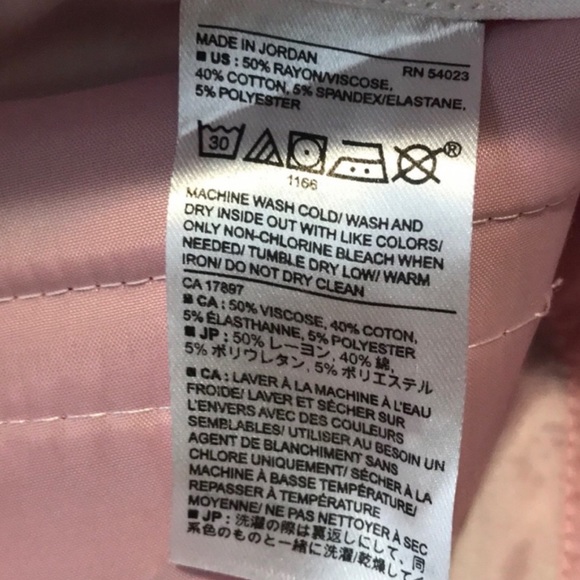 MADE IN JORDAN RN 54023
■ US : 50% RAYON/VISCOSE,
40% COTTON, 5% SPANDEX/ELASTANE,
5% POLYESTER
30
®
1166
MACHINE WASH COLD/ WASH AND
DRY INSIDE OUT WITH LIKE COLORS/
ONLY NON-CHLORINE BLEACH WHEN
NEEDED/ TUMBLE DRY LOW/ WARM
IRON/ DO NOT DRY CLEAN
CA 17897
■ CA : 50% VISCOSE, 40% COTON,
5% ÉLASTHANNE, 5% POLYESTER
■ JP : 50% レーヨン, 40% 綿,
5% ポリウレタン, 5% ポリエステル
■ CA : LAVER À LA MACHINE À L'EAU
FROIDE/ LAVER ET SÉCHER SUR
L'ENVERS AVEC DES COULEURS
SEMBLABLES/ UTILISER AU BESOIN UN
AGENT DE BLANCHIMENT SANS
CHLORE UNIQUEMENT/ SÉCHER À LA
MACHINE À BASSE TEMPÉRATURE/
REPASSER À TEMPÉRATURE
MOYENNE/ NE PAS NETTOYER À SEC
■ JP : 洗濯の際は裏返しにして、同
系色のものと一緒に洗濯/乾燥してく